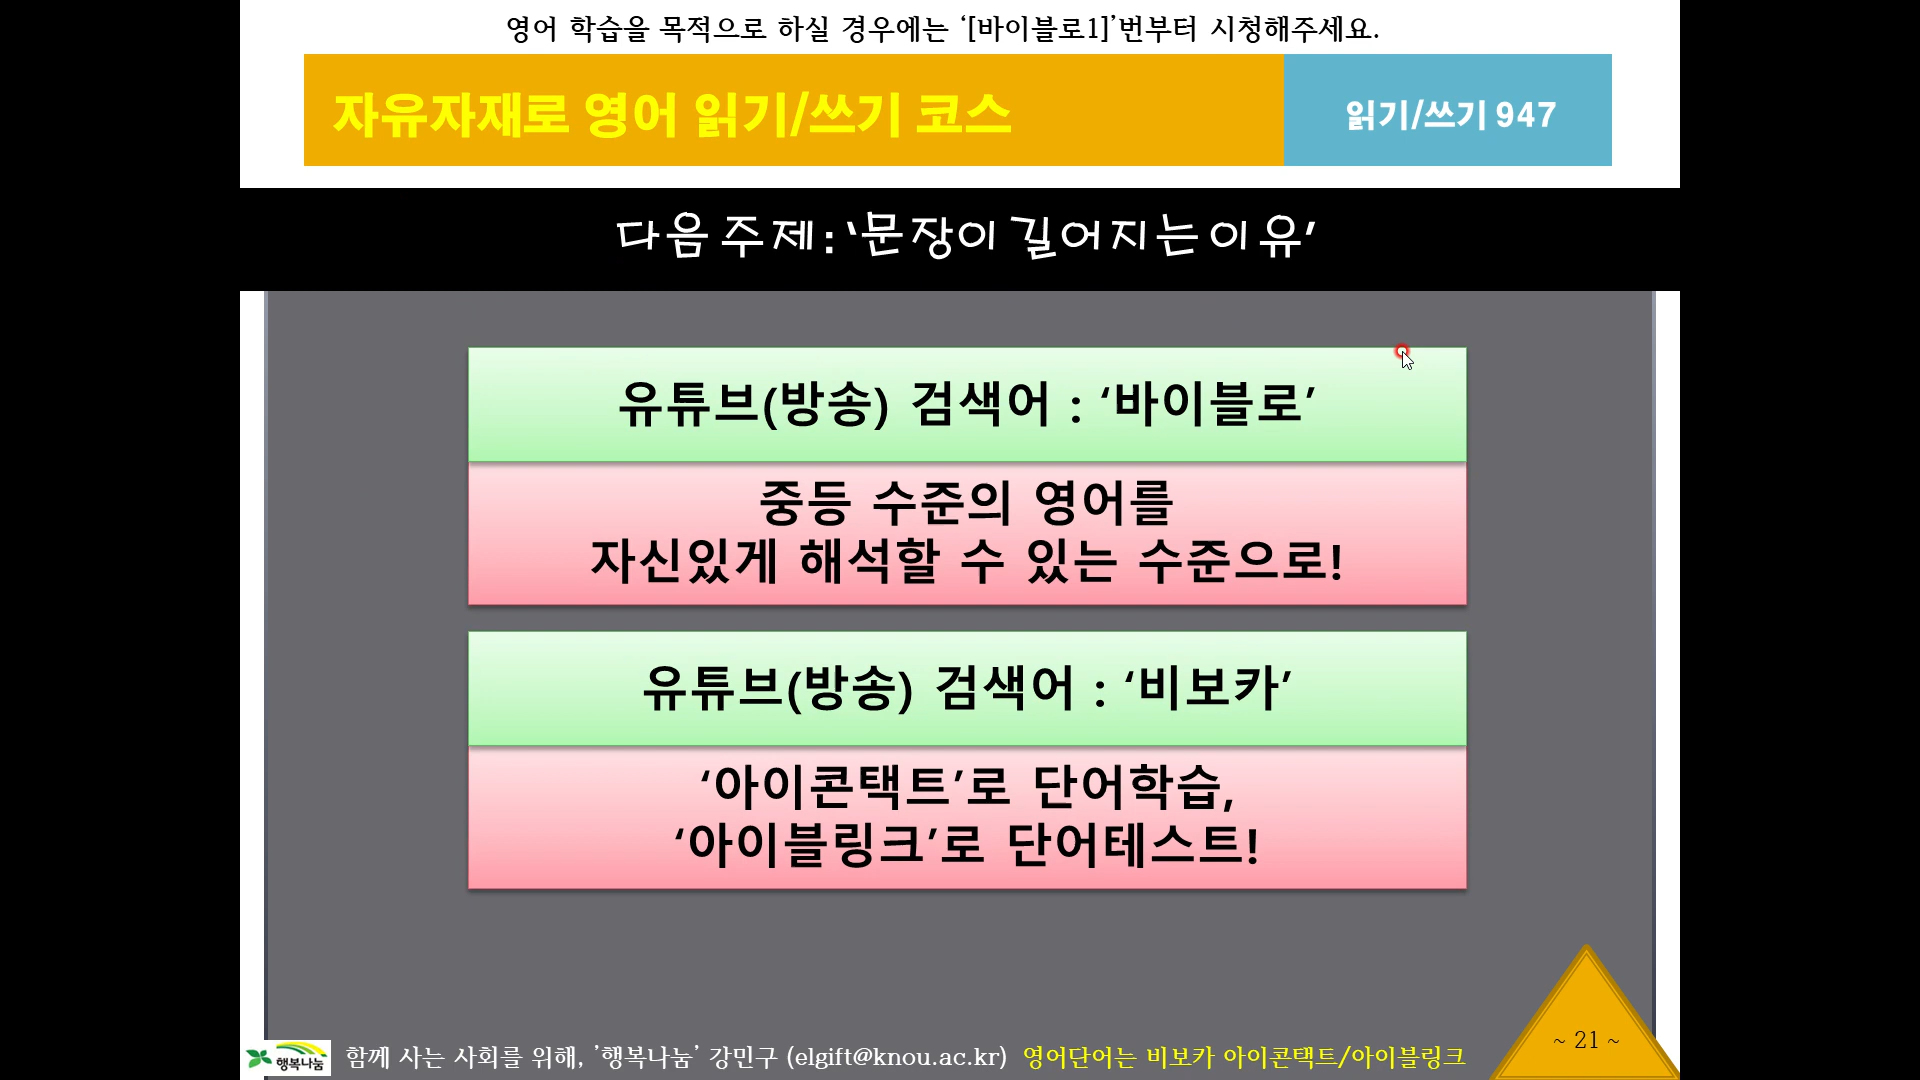 영어 학습을 목적으로 하실 경우에는 ‘[바이블로1]’번부터 시청해주세요.
자유자재로 영어 읽기/쓰기 코스
읽기/쓰기 947
다음 주제 : ‘문장이 길어지는 이유’
유튜브(방송) 검색어 : ‘바이블로’
중등 수준의 영어를
자신있게 해석할 수 있는 수준으로!
유튜브(방송) 검색어 : ‘비보카’
‘아이콘택트’로 단어학습,
‘아이블링크’로 단어테스트!
~ 21 ~
행복나눔
함께 사는 사회를 위해, ’행복나눔’ 강민구 (elgift@knou.ac.kr) 영어단어는 비보카 아이콘택트/아이블링크